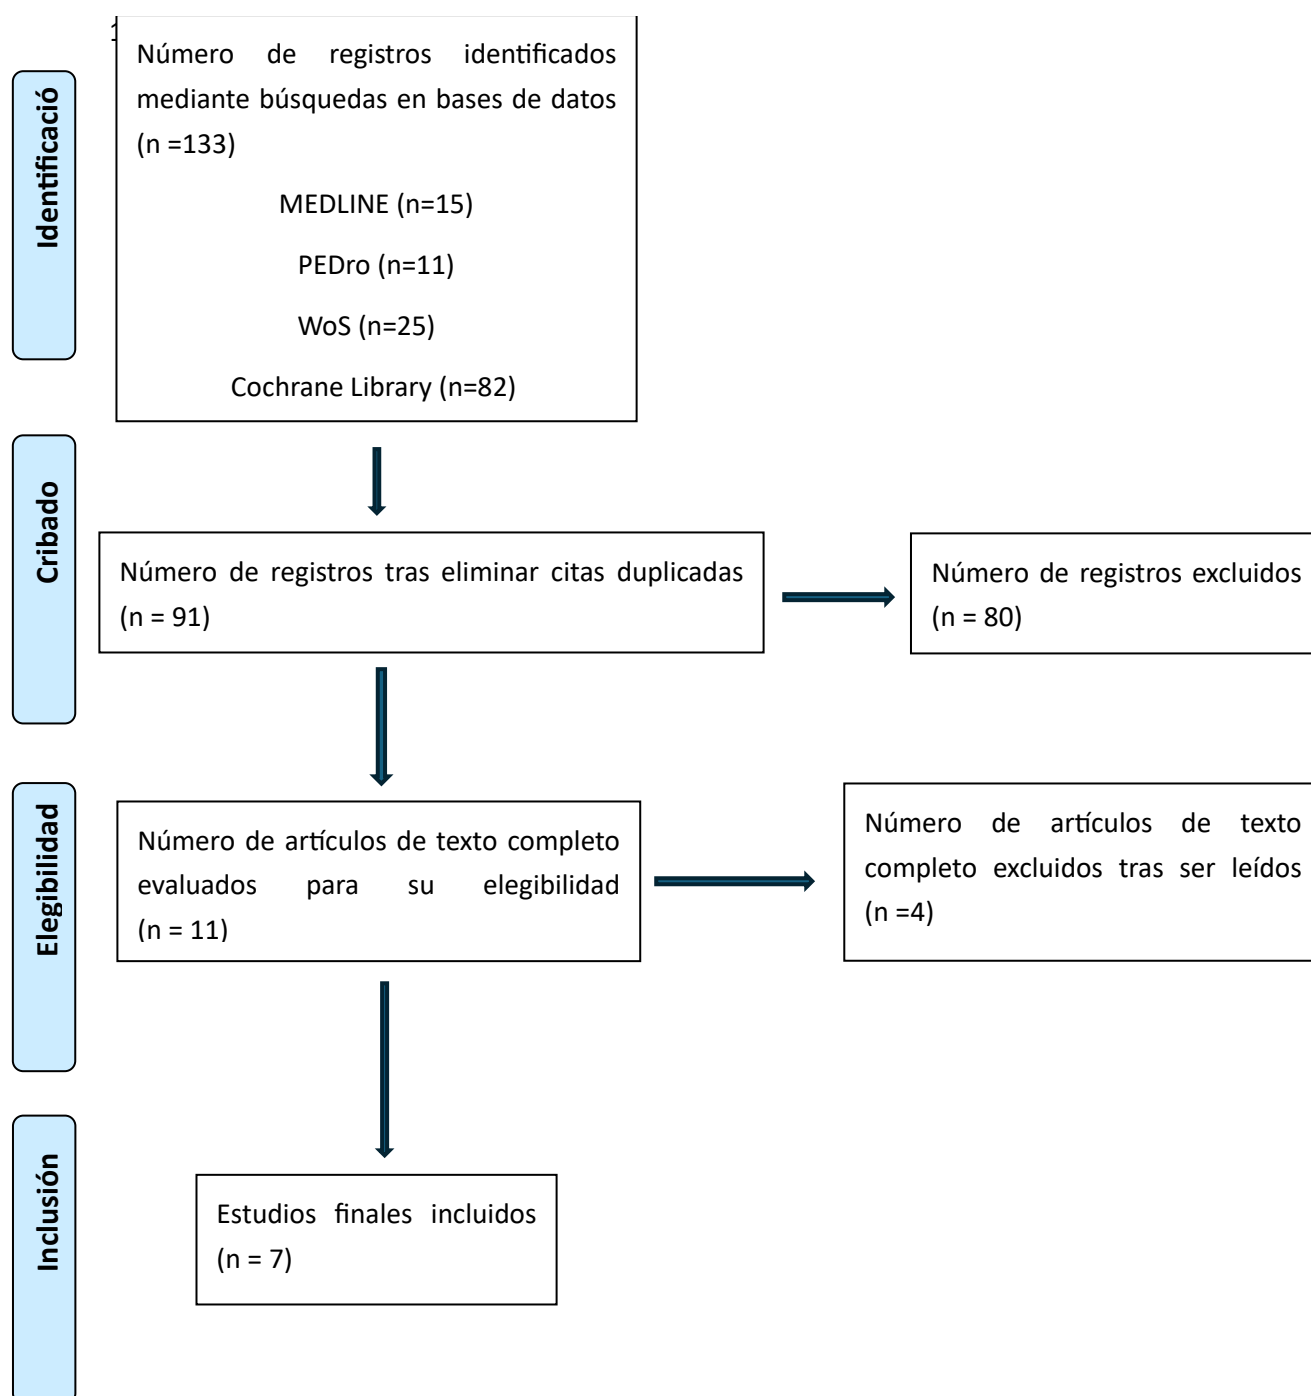 Número de registros identificados
mediante búsquedas en bases de datos
(n =133)
MEDLINE (n=15)
PEDro (n=11)
WoS (n=25)
Cochrane Library (n=82)
Identificació
Cribado
Número de registros tras eliminar citas duplicadas
(n = 91)
Número de registros excluidos
(n = 80)
Elegibilidad
Número de artículos de texto completo
evaluados para su elegibilidad
(n = 11)
Número de artículos de texto
completo excluidos tras ser leídos
(n =4)
Inclusión
Estudios finales incluidos
(n = 7)